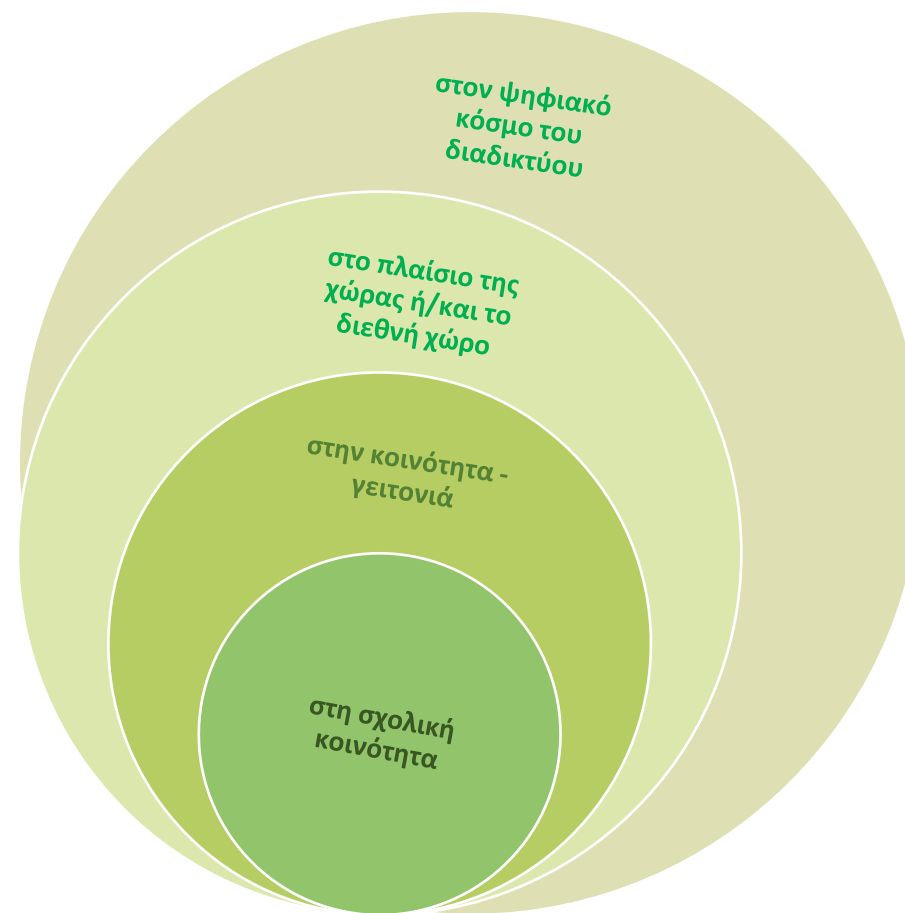 στον ψηφιακό
κόσμο του
διαδικτύου
στο πλαίσιο της
χώρας ή/και το
διεθνή χώρο
στην κοινότητα -
γειτονιά
στη σχολική
κοινότητα